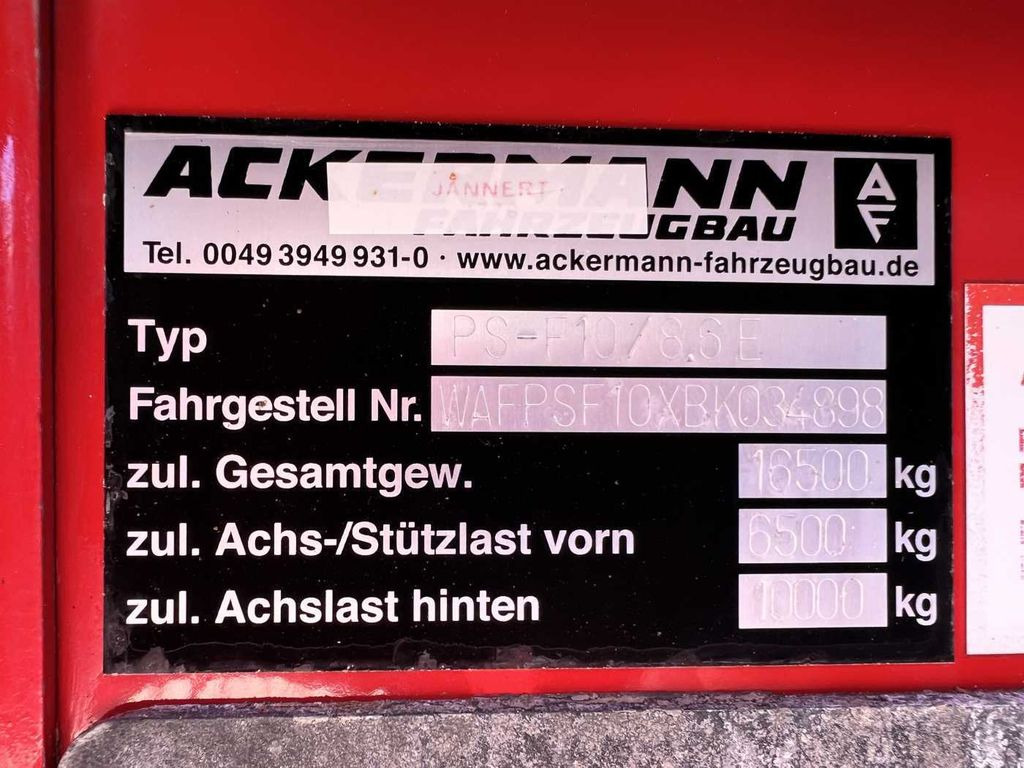 ACKERMANN
JÄNNERT
FAHRZEUGBAU
AF
Tel. 0049 3949 931-0 · www.ackermann-fahrzeugbau.de
Typ PS-F10/8.6 E
Fahrgestell Nr. WAFPSF10XBK034898
zul. Gesamtgew. 16500 kg
zul. Achs-/Stützlast vorn 6500 kg
zul. Achslast hinten 10000 kg